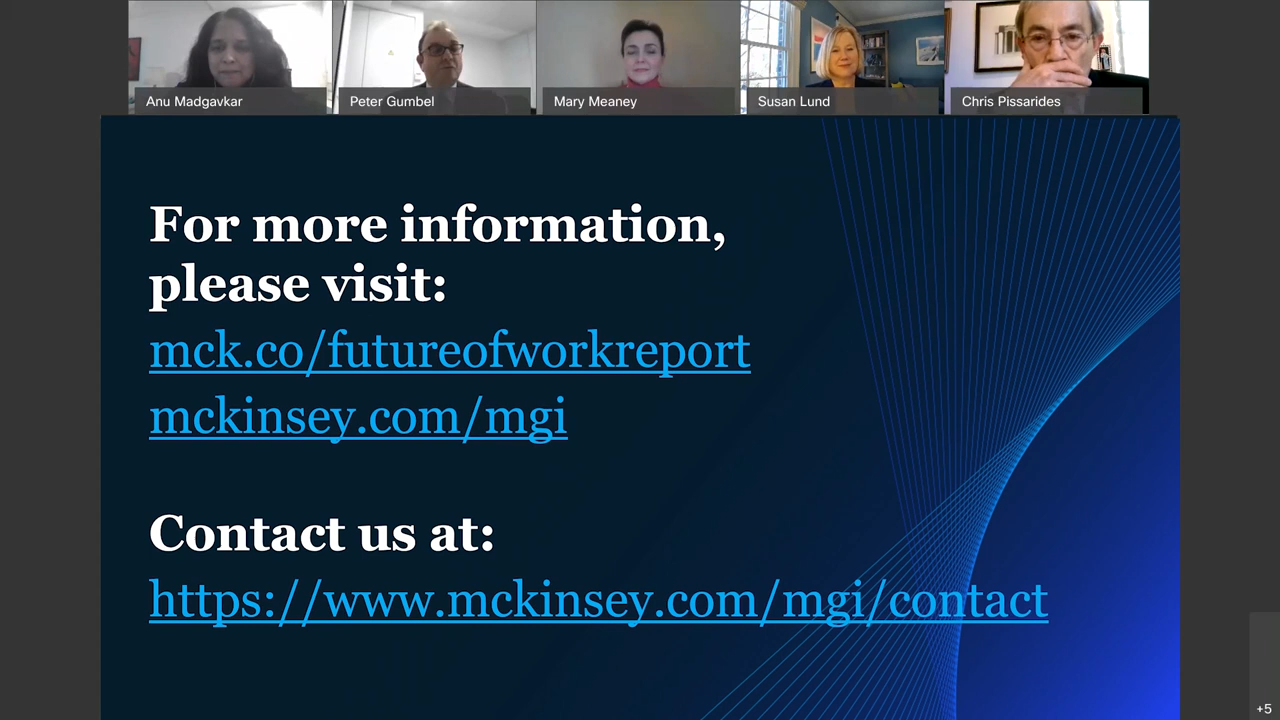 Anu Madgavkar
Peter Gumbel
Mary Meaney
Susan Lund
Chris Pissarides
For more information,
please visit:
mck.co/futureofworkreport
mckinsey.com/mgi
Contact us at:
https://www.mckinsey.com/mgi/contact
+5